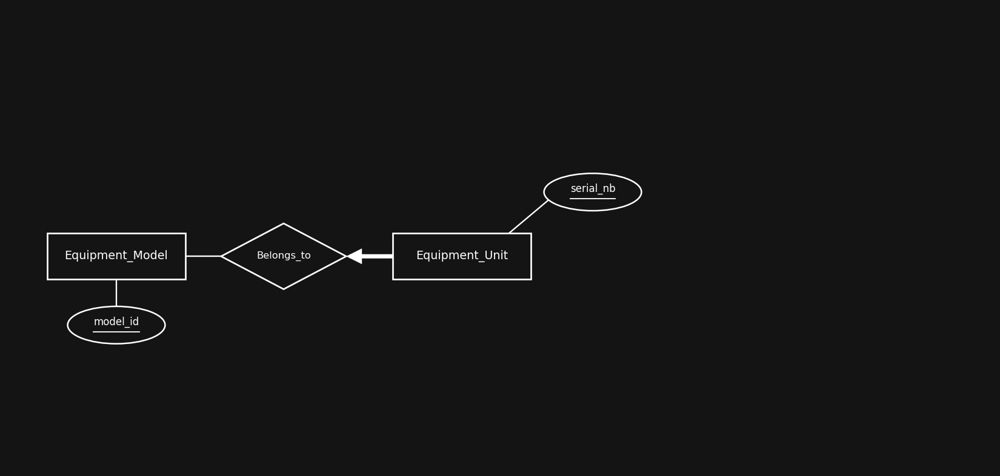 serial_nb
Equipment_Model
Belongs_to
Equipment_Unit
model_id